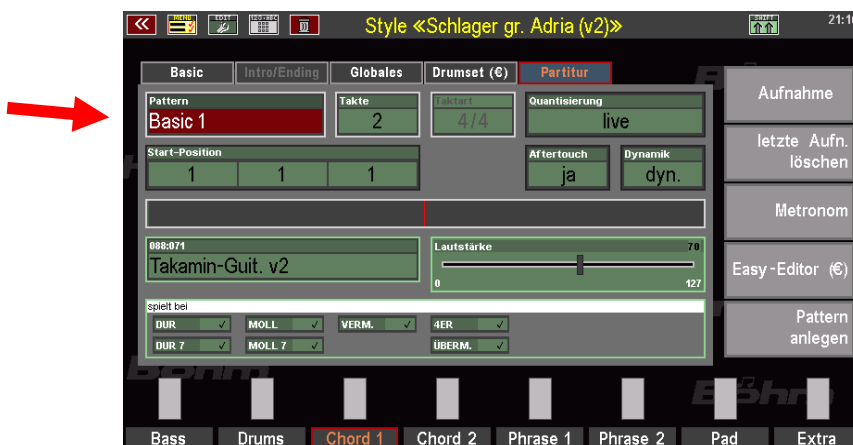 MENU EDIT 123·ABC Style «Schlager gr. Adria (v2)» SHIFT
Basic Intro/Ending Globales Drumset (€) Partitur
Pattern Takte Taktart Quantisierung
Basic 1 2 4/4 live
Start-Position Aftertouch Dynamik
1 1 1 ja dyn.
088:071 Lautstärke 70
Takamin-Guit. v2
0 127
spielt bei
DUR ✓ MOLL ✓ VERM. ✓ 4ER ✓
DUR 7 ✓ MOLL 7 ✓ ÜBERM. ✓
Aufnahme
letzte Aufn.
löschen
Metronom
Easy-Editor (€)
Pattern
anlegen
Böhm
Böhm
Bass Drums Chord 1 Chord 2 Phrase 1 Phrase 2 Pad Extra